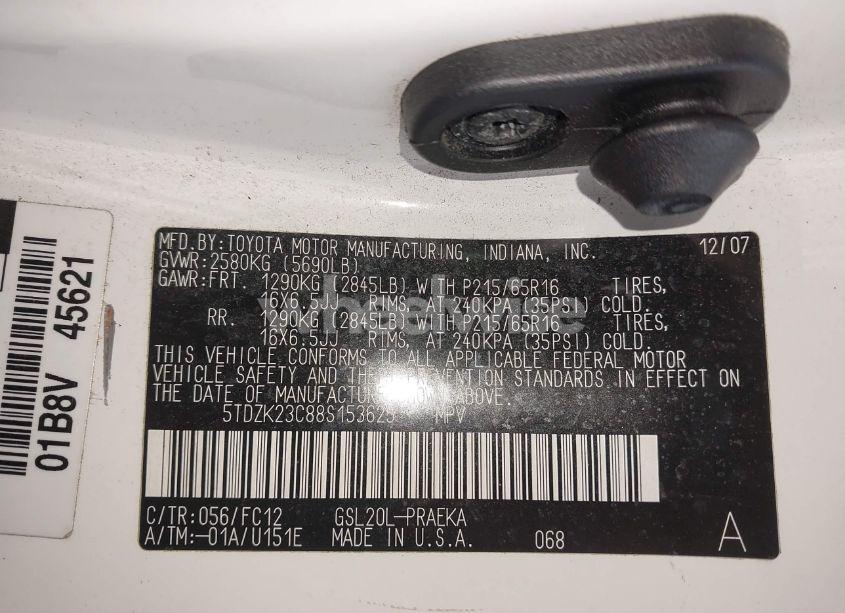 MFD.BY:TOYOTA MOTOR MANUFACTURING, INDIANA, INC. 12/07
GVWR:2580KG (5690LB)
GAWR:FRT. 1290KG (2845LB) WITH P215/65R16 TIRES,
16X6.5JJ RIMS, AT 240KPA (35PSI) COLD.
RR. 1290KG (2845LB) WITH P215/65R16 TIRES,
16X6.5JJ RIMS, AT 240KPA (35PSI) COLD.
THIS VEHICLE CONFORMS TO ALL APPLICABLE FEDERAL MOTOR
VEHICLE SAFETY AND THEFT PREVENTION STANDARDS IN EFFECT ON
THE DATE OF MANUFACTURE SHOWN ABOVE.
5TDZK23C88S153625 MPV
C/TR:056/FC12 GSL20L-PRAEKA
A/TM:-01A/U151E MADE IN U.S.A. 068 A
01B8V 45621